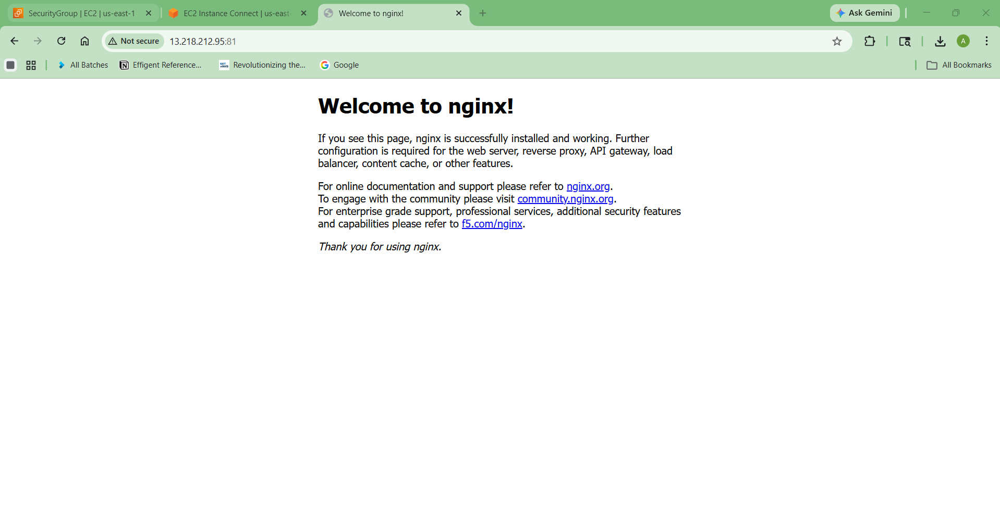 SecurityGroup | EC2 | us-east-1
EC2 Instance Connect | us-east-
Welcome to nginx!
Ask Gemini
Not secure
13.218.212.95:81
A
All Batches
Effigent Reference...
Revolutionizing the...
Google
All Bookmarks
Welcome to nginx!
If you see this page, nginx is successfully installed and working. Further
configuration is required for the web server, reverse proxy, API gateway, load
balancer, content cache, or other features.
For online documentation and support please refer to nginx.org.
To engage with the community please visit community.nginx.org.
For enterprise grade support, professional services, additional security features
and capabilities please refer to f5.com/nginx.
Thank you for using nginx.